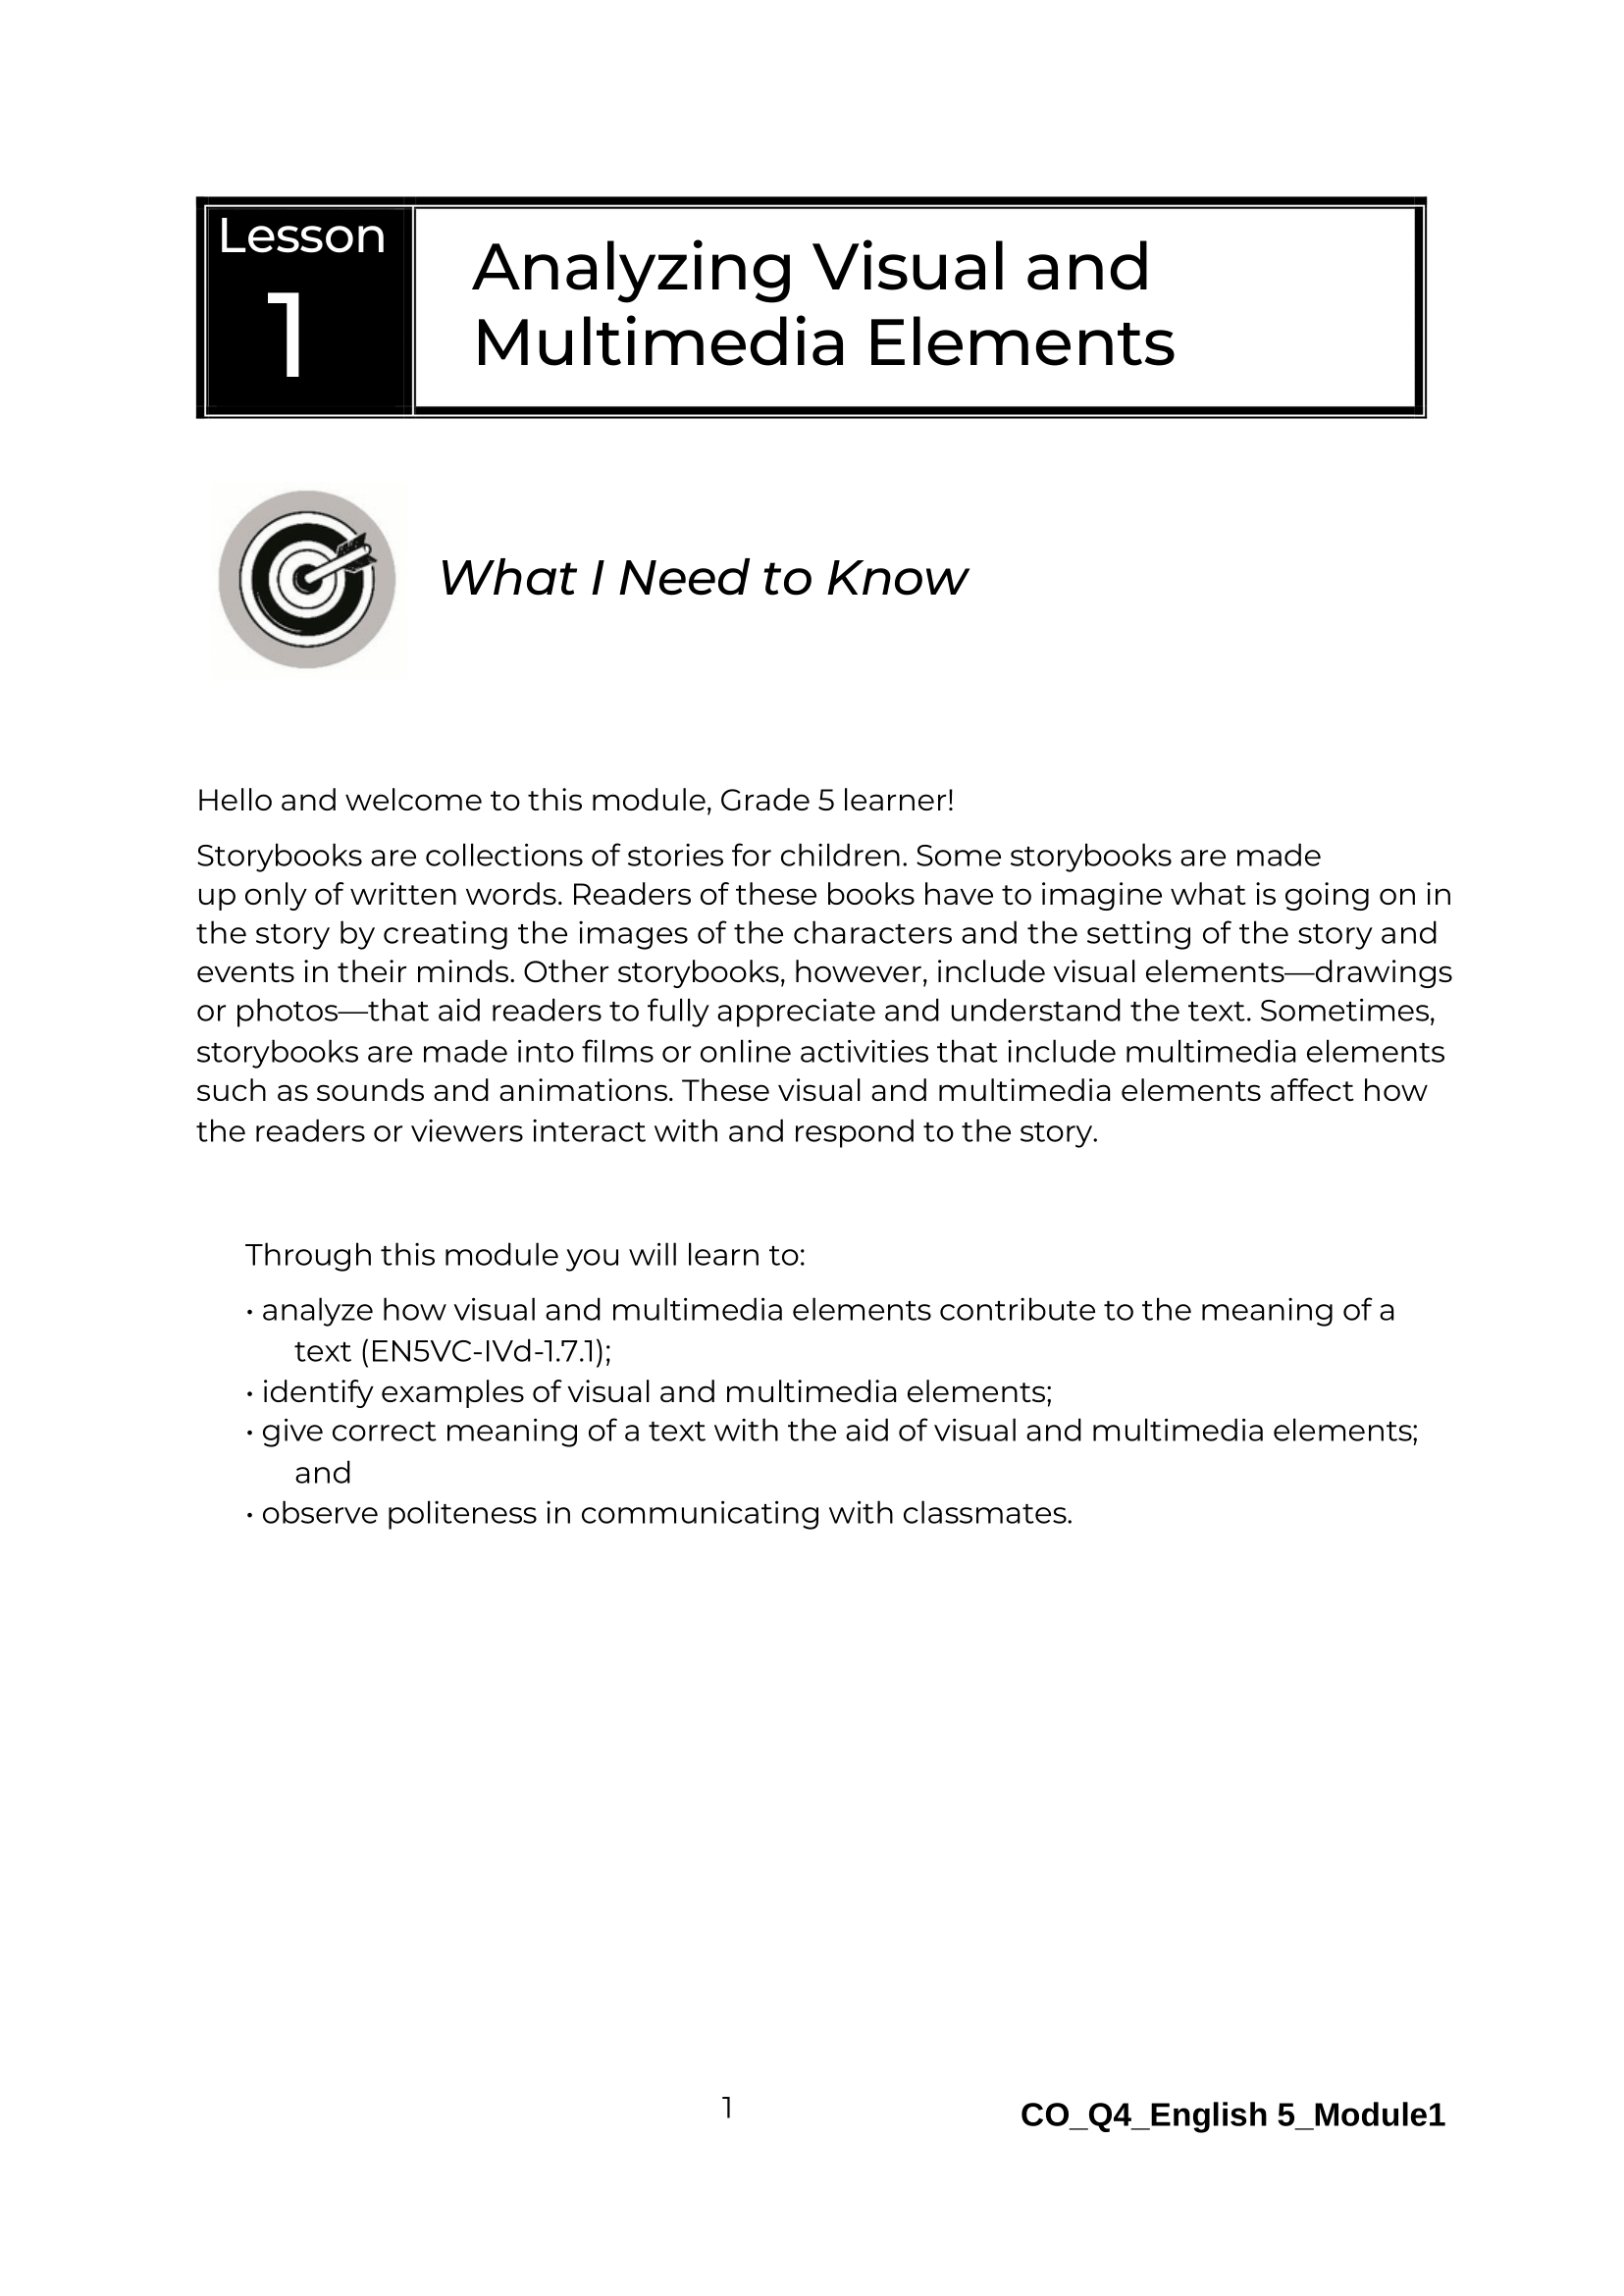 Lesson
1
Analyzing Visual and
Multimedia Elements
What I Need to Know
Hello and welcome to this module, Grade 5 learner!
Storybooks are collections of stories for children. Some storybooks are made
up only of written words. Readers of these books have to imagine what is going on in
the story by creating the images of the characters and the setting of the story and
events in their minds. Other storybooks, however, include visual elements—drawings
or photos—that aid readers to fully appreciate and understand the text. Sometimes,
storybooks are made into films or online activities that include multimedia elements
such as sounds and animations. These visual and multimedia elements affect how
the readers or viewers interact with and respond to the story.
Through this module you will learn to:
• analyze how visual and multimedia elements contribute to the meaning of a
text (EN5VC-IVd-1.7.1);
• identify examples of visual and multimedia elements;
• give correct meaning of a text with the aid of visual and multimedia elements;
and
• observe politeness in communicating with classmates.
1
CO_Q4_English 5_Module1